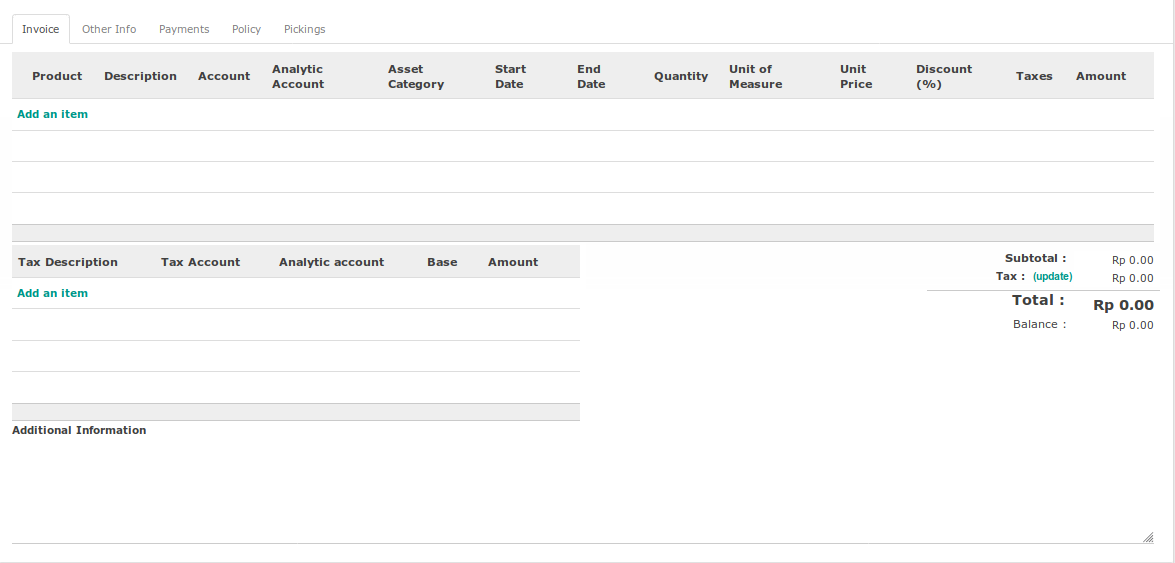 Invoice Other Info Payments Policy Pickings
Product Description Account Analytic Account Asset Category Start Date End Date Quantity Unit of Measure Unit Price Discount (%) Taxes Amount
Add an item
Tax Description Tax Account Analytic account Base Amount
Add an item
Subtotal : Rp 0.00
Tax : (update) Rp 0.00
Total : Rp 0.00
Balance : Rp 0.00
Additional Information